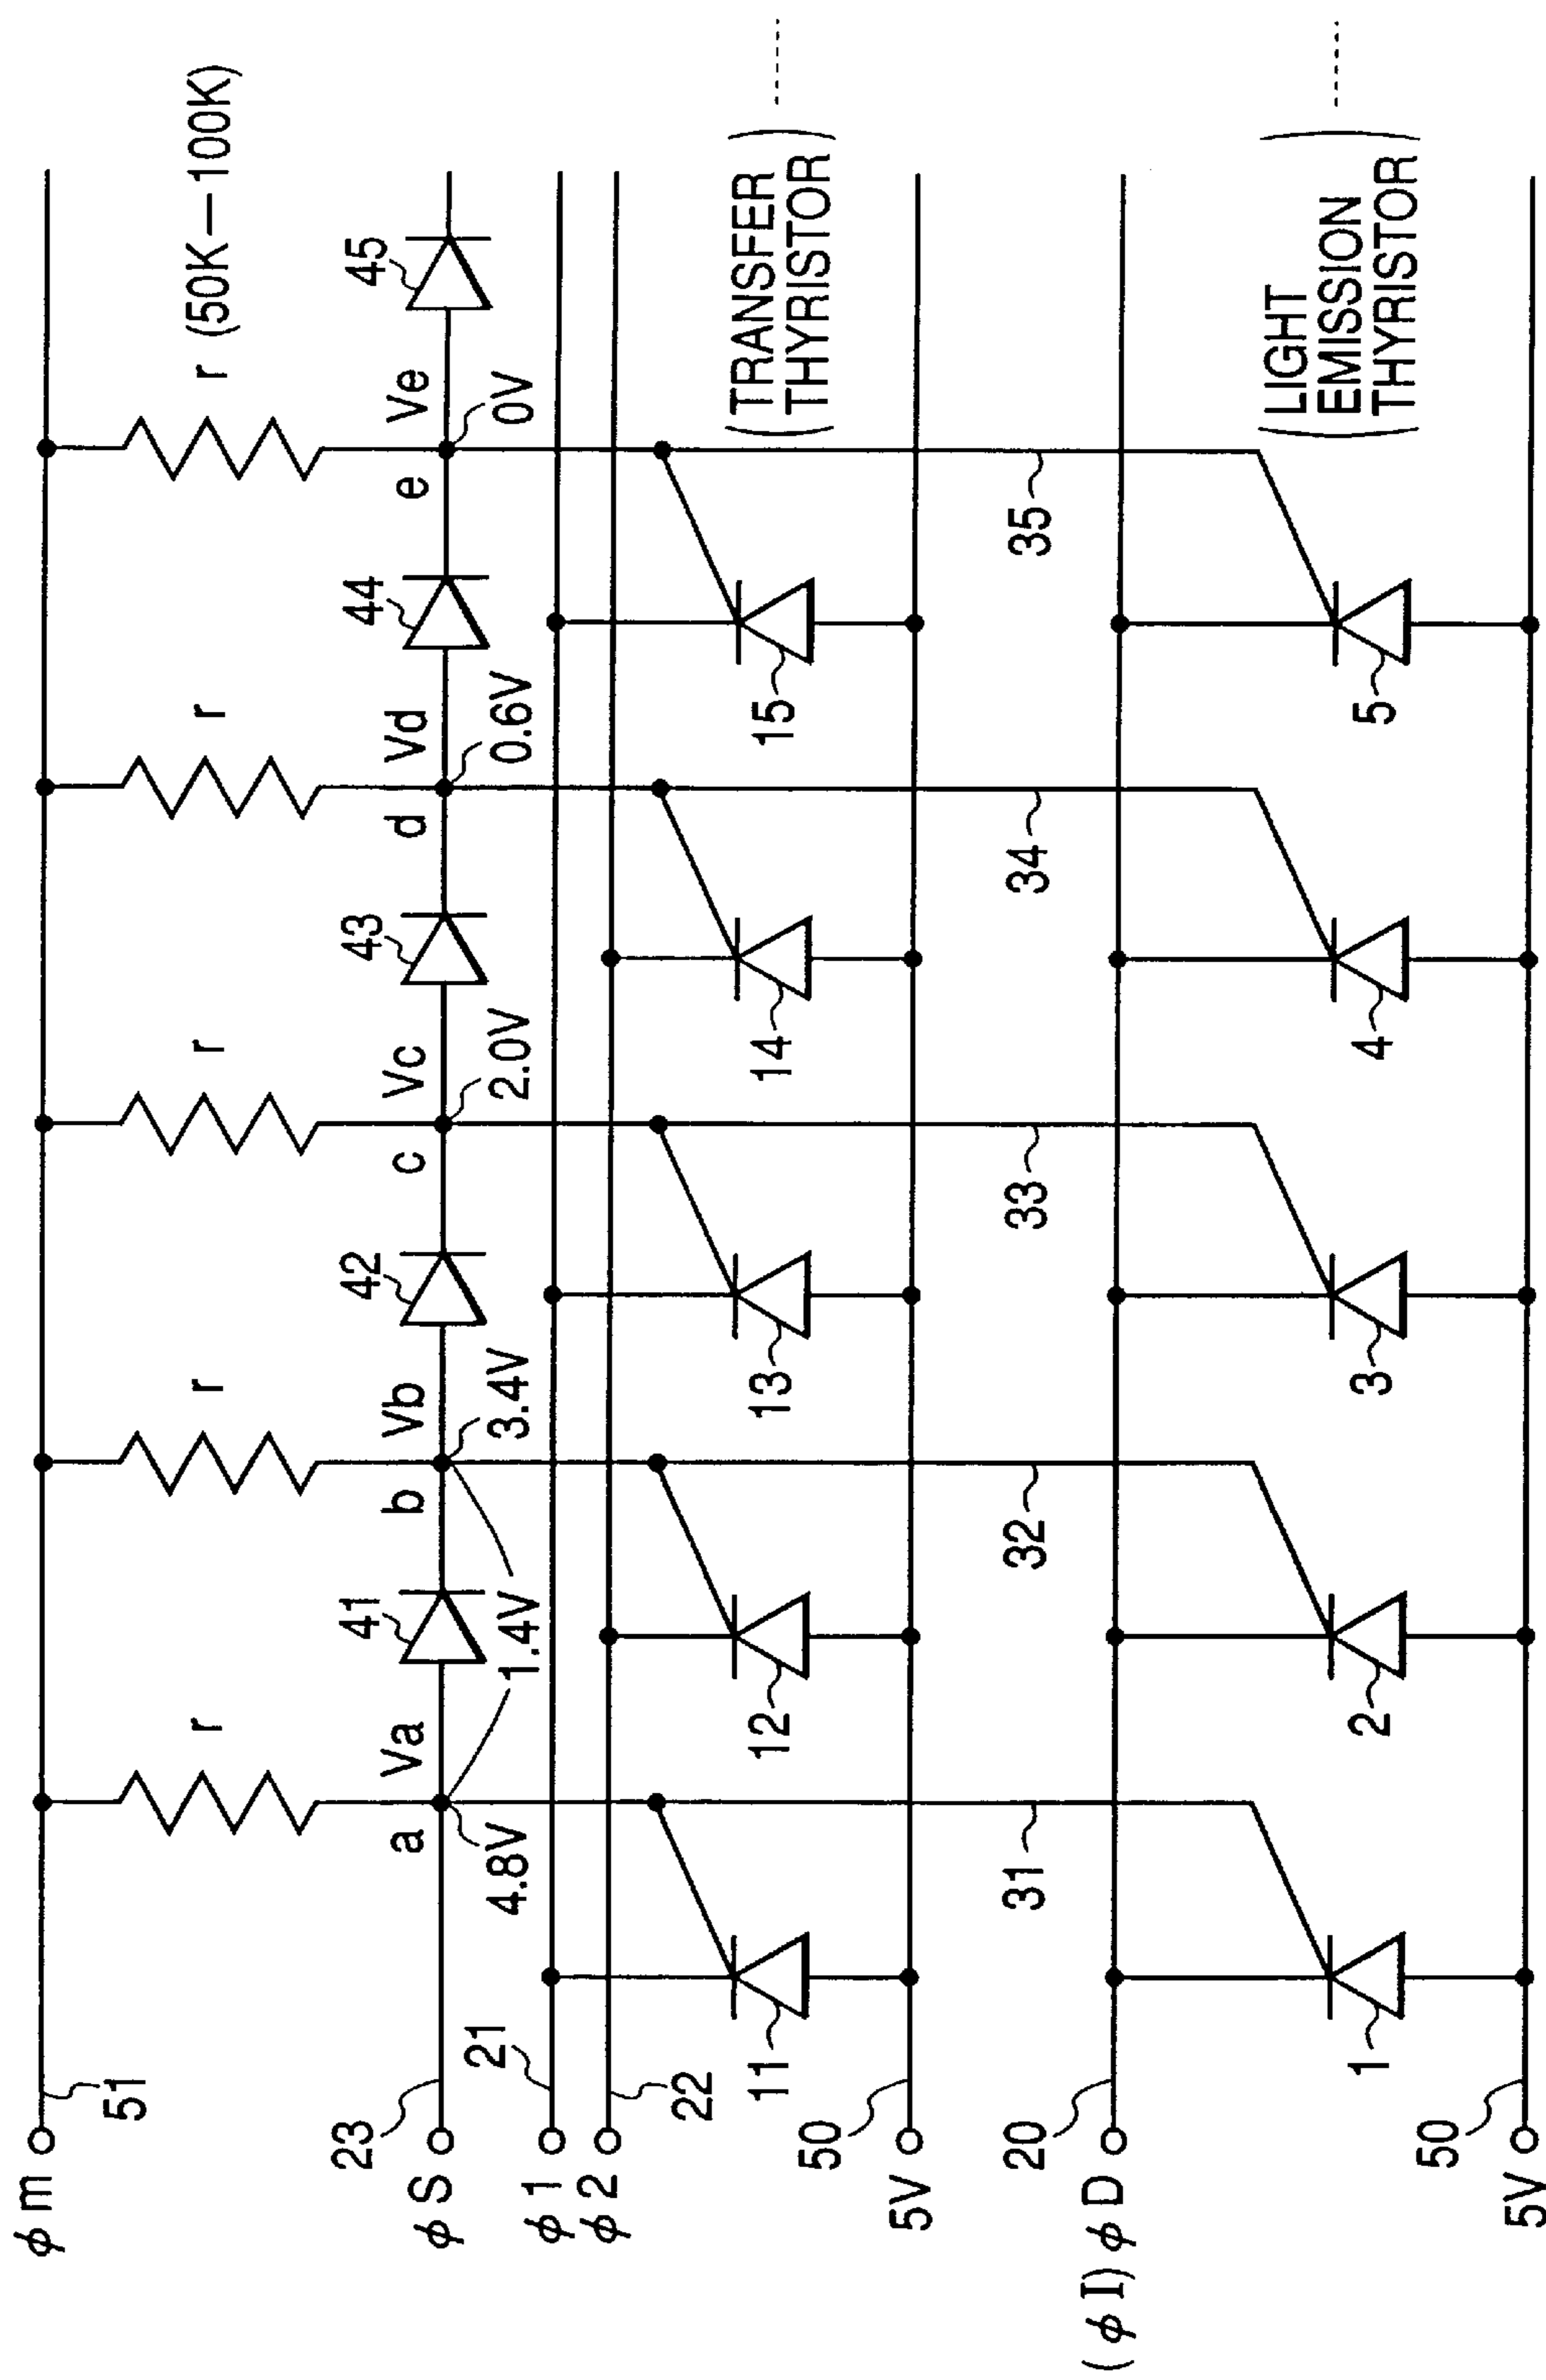 φm
51
r
r
r
r
r (50K—100K)
41
42
43
44
45
a
Va
b
Vb
c
Vc
d
Vd
e
Ve
23
φS
4.8V
1.4V
3.4V
2.0V
0.6V
0V
21
φ1
φ2
22
11
12
13
14
15
(TRANSFER
THYRISTOR)
50
5V
31
32
33
34
35
20
(φI) φD
1
2
3
4
5
(LIGHT
EMISSION
THYRISTOR)
50
5V